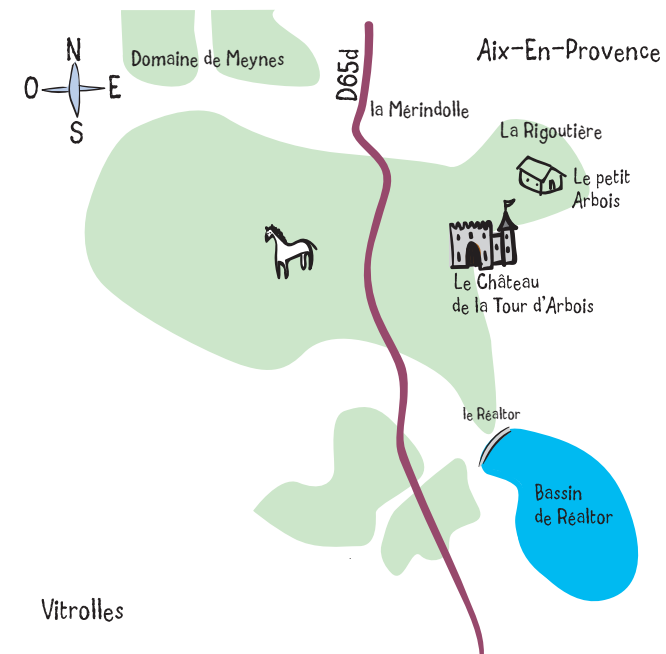 N
O
E
S
Domaine de Meynes
D65d
Aix-En-Provence
la Mérindolle
La Rigoutière
Le petit
Arbois
Le Château
de la Tour d'Arbois
le Réaltor
Bassin
de Réaltor
Vitrolles